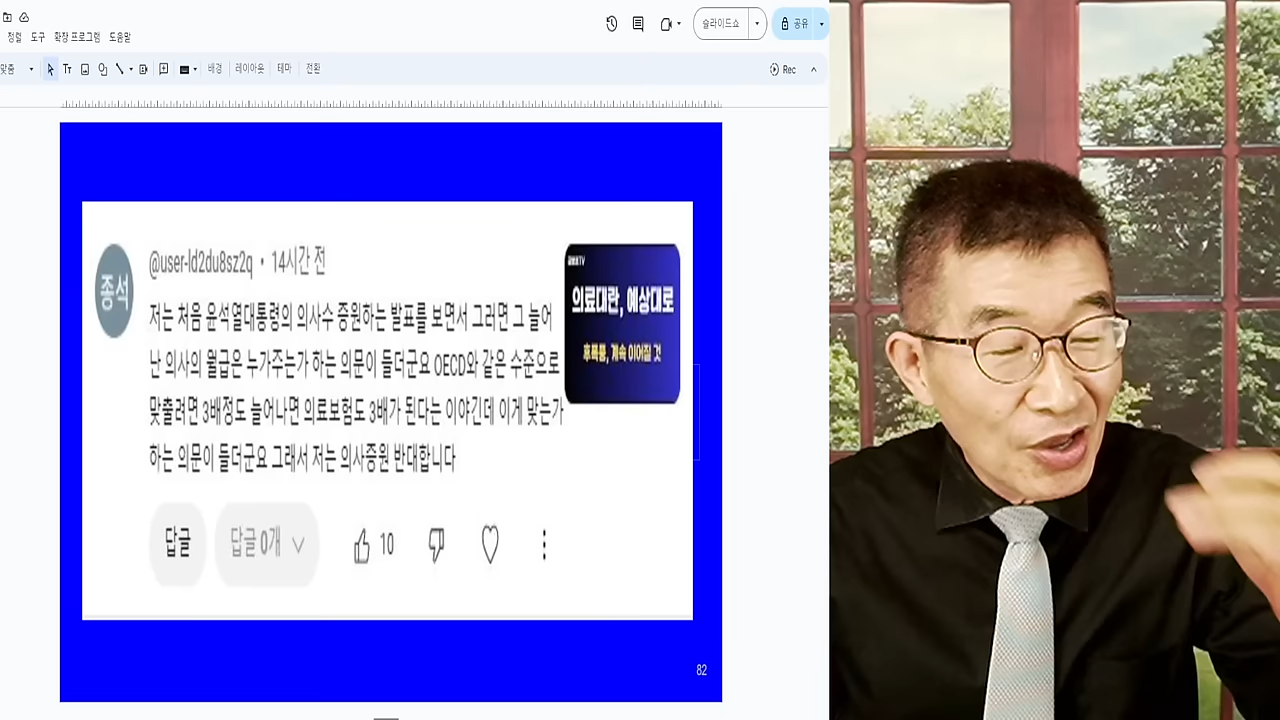 정렬 도구 확장 프로그램 도움말
슬라이드쇼
공유
맞춤
배경 레이아웃 테마 전환
Rec
@user-ld2du8sz2q • 14시간 전
저는 처음 윤석열대통령의 의사수 증원하는 발표를 보면서 그러면 그 늘어
난 의사의 월급은 누가주는가 하는 의문이 들더군요 OECD와 같은 수준으로
맞출려면 3배정도 늘어나면 의료보험도 3배가 된다는 이야긴데 이게 맞는가
하는 의문이 들더군요 그래서 저는 의사증원 반대합니다
종석
의료대란, 예상대로
후폭풍, 계속 이어질 것
답글
답글 0개
10
82